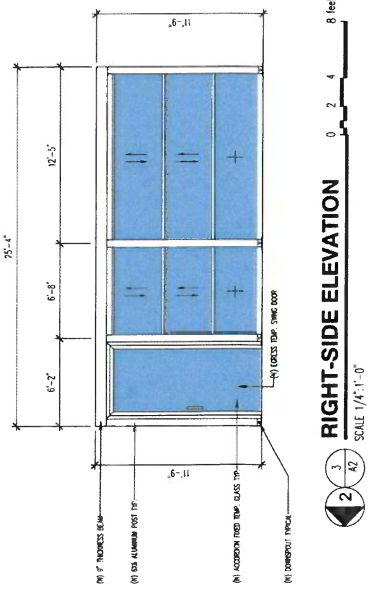 25'-4"
6'-2"
6'-8"
12'-5"
11'-9"
11'-9"
(N) 9" THICKNESS BEAM
(N) 6X6 ALUMINUM POST TYP.
(N) ACCORDION FIXED TEMP. GLASS TYP.
(N) EGRESS TEMP. SWING DOOR
(N) DOWNSPOUT TYPICAL
2
3
A2
RIGHT-SIDE ELEVATION
SCALE 1/4":1'-0"
0 2 4 8 feet